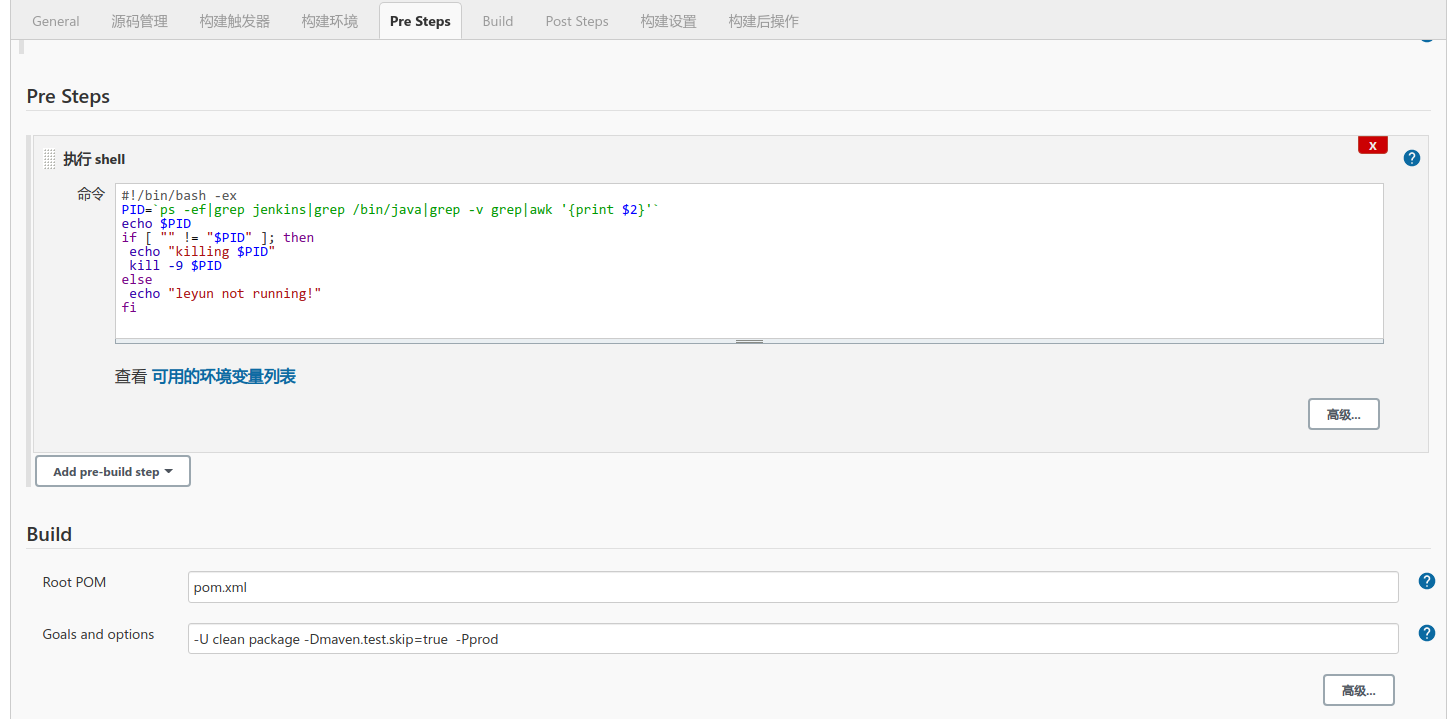 General 源码管理 构建触发器 构建环境 Pre Steps Build Post Steps 构建设置 构建后操作
Pre Steps
执行 shell
X
?
命令
#!/bin/bash -ex
PID=`ps -ef|grep jenkins|grep /bin/java|grep -v grep|awk '{print $2}'`
echo $PID
if [ "" != "$PID" ]; then
 echo "killing $PID"
 kill -9 $PID
else
 echo "leyun not running!"
fi
查看 可用的环境变量列表
高级...
Add pre-build step
Build
Root POM pom.xml ?
Goals and options -U clean package -Dmaven.test.skip=true  -Pprod ?
高级...